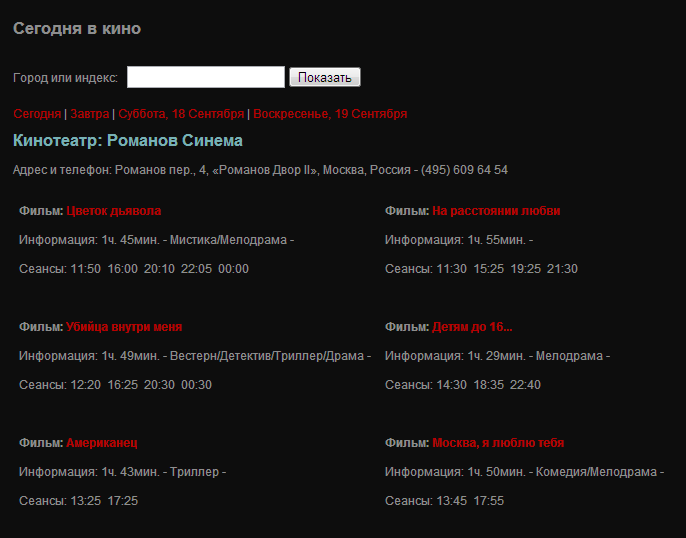 Сегодня в кино
Город или индекс: Показать
Сегодня | Завтра | Суббота, 18 Сентября | Воскресенье, 19 Сентября
Кинотеатр: Романов Синема
Адрес и телефон: Романов пер., 4, «Романов Двор II», Москва, Россия - (495) 609 64 54
Фильм: Цветок дьявола
Информация: 1ч. 45мин. - Мистика/Мелодрама -
Сеансы: 11:50 16:00 20:10 22:05 00:00
Фильм: На расстоянии любви
Информация: 1ч. 55мин. -
Сеансы: 11:30 15:25 19:25 21:30
Фильм: Убийца внутри меня
Информация: 1ч. 49мин. - Вестерн/Детектив/Триллер/Драма -
Сеансы: 12:20 16:25 20:30 00:30
Фильм: Детям до 16...
Информация: 1ч. 29мин. - Мелодрама -
Сеансы: 14:30 18:35 22:40
Фильм: Американец
Информация: 1ч. 43мин. - Триллер -
Сеансы: 13:25 17:25
Фильм: Москва, я люблю тебя
Информация: 1ч. 50мин. - Комедия/Мелодрама -
Сеансы: 13:45 17:55